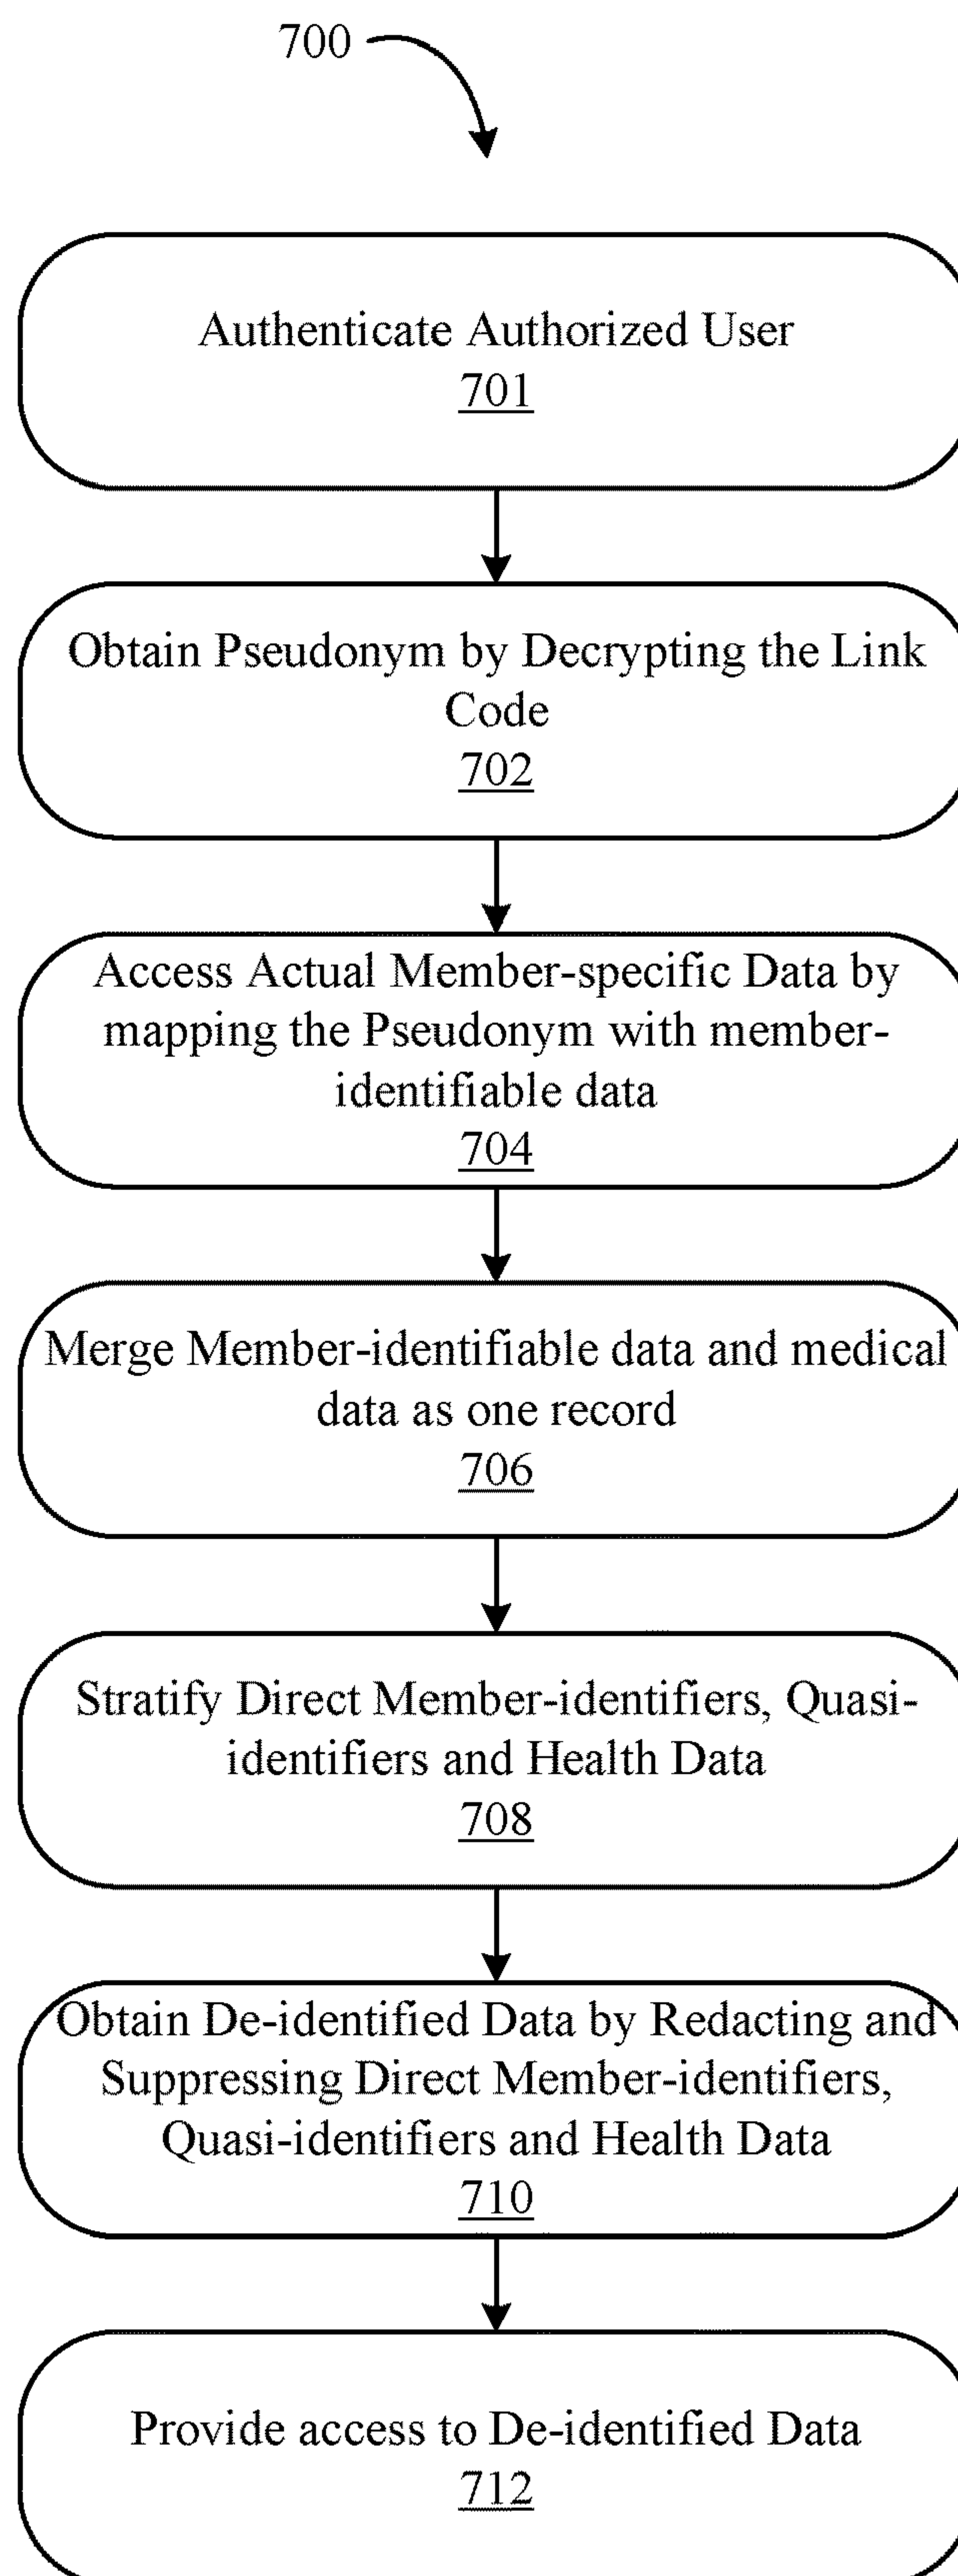 700
Authenticate Authorized User
701
Obtain Pseudonym by Decrypting the Link
Code
702
Access Actual Member-specific Data by
mapping the Pseudonym with member-
identifiable data
704
Merge Member-identifiable data and medical
data as one record
706
Stratify Direct Member-identifiers, Quasi-
identifiers and Health Data
708
Obtain De-identified Data by Redacting and
Suppressing Direct Member-identifiers,
Quasi-identifiers and Health Data
710
Provide access to De-identified Data
712